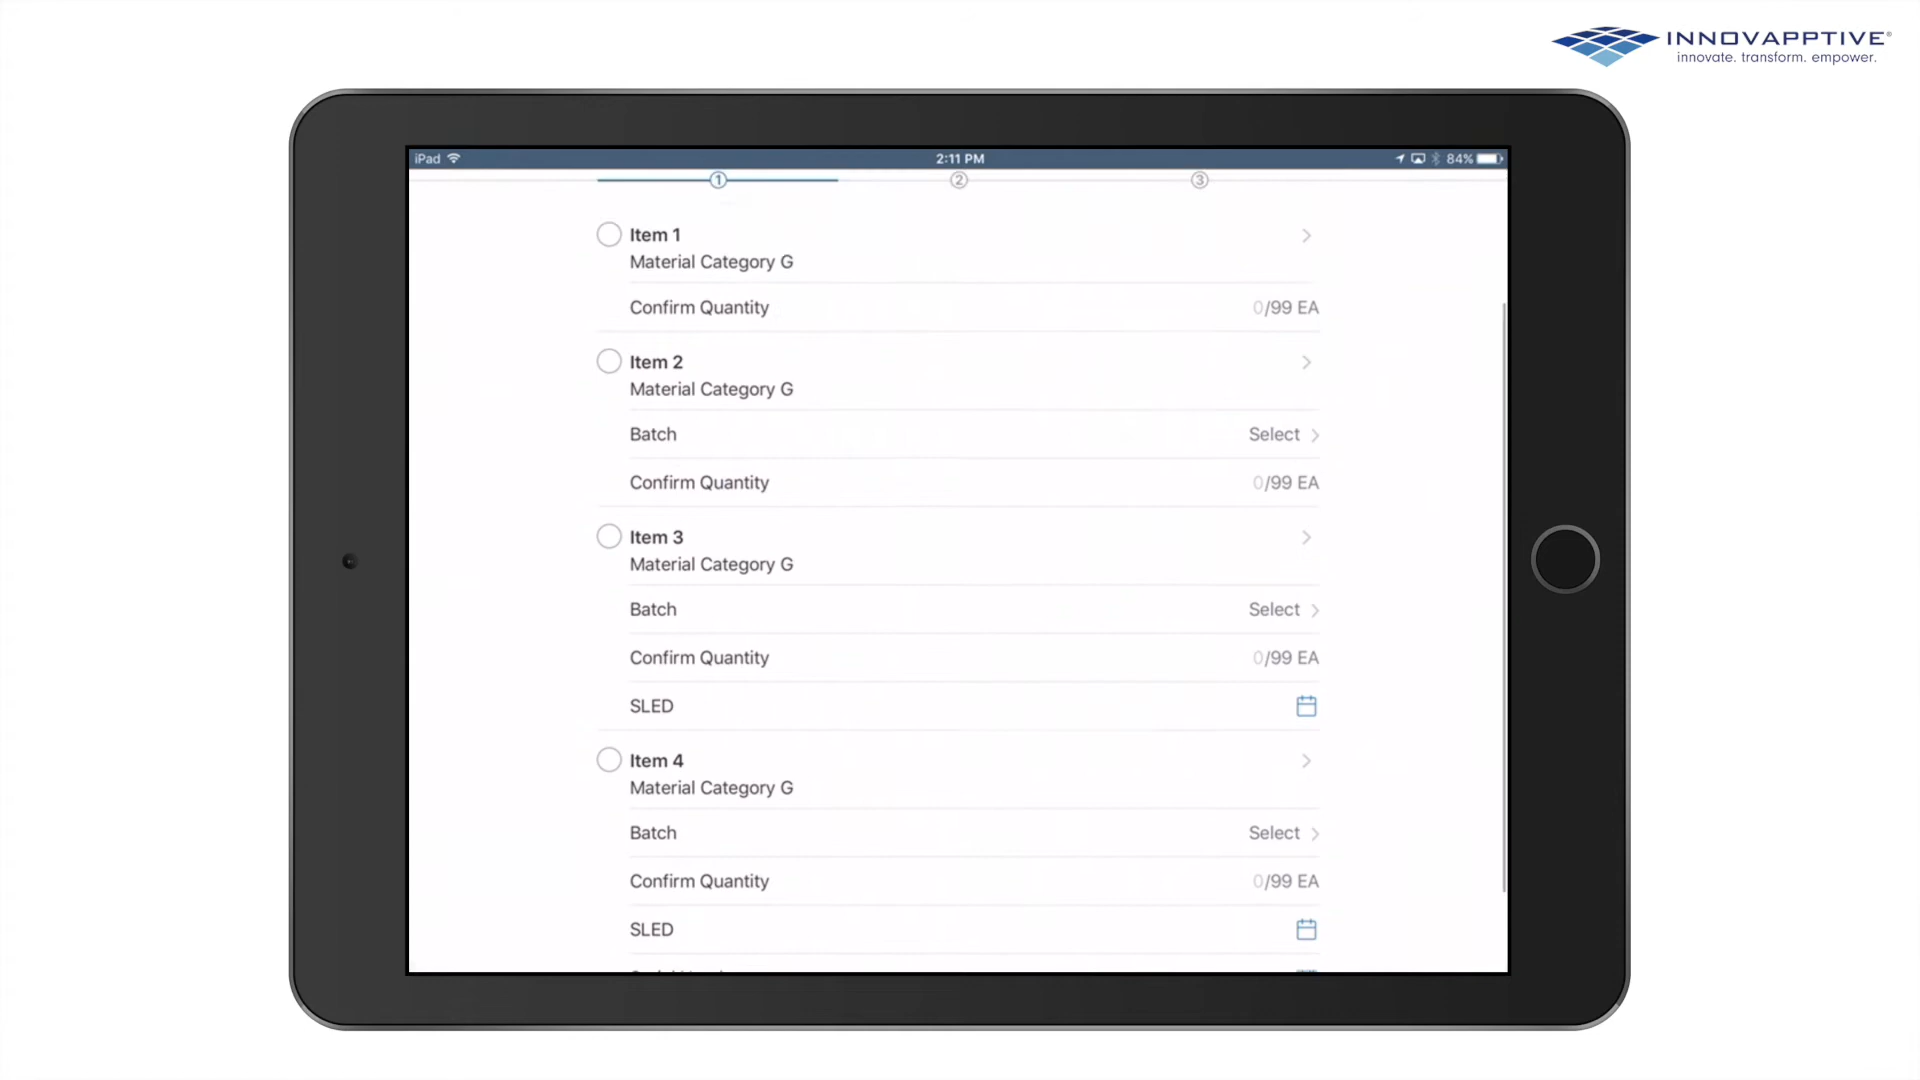 INNOVAPPTIVE®
innovate. transform. empower.
iPad 2:11 PM 84%
1 2 3
Item 1
Material Category G
Confirm Quantity 0/99 EA
Item 2
Material Category G
Batch Select
Confirm Quantity 0/99 EA
Item 3
Material Category G
Batch Select
Confirm Quantity 0/99 EA
SLED
Item 4
Material Category G
Batch Select
Confirm Quantity 0/99 EA
SLED